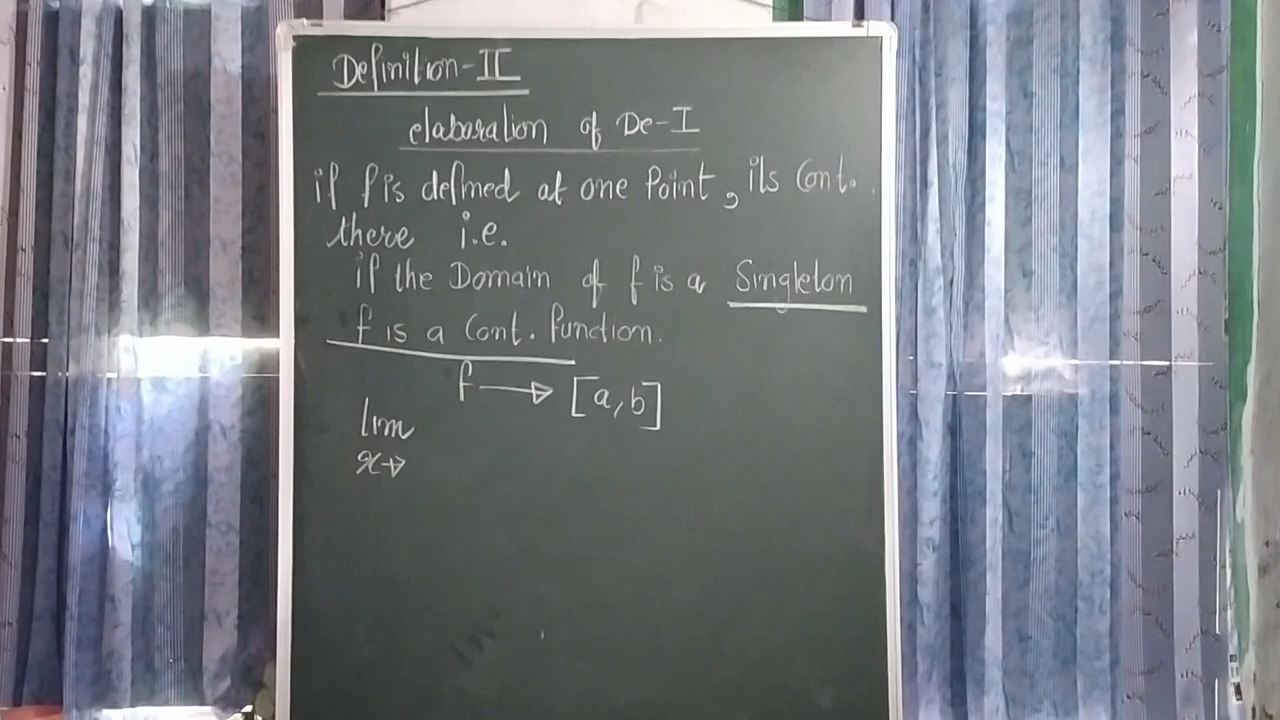 Definition-II
elaboration of De-I
if f is defined at one Point, its Cont.
there i.e.
if the Domain of f is a Singleton
f is a Cont. function.
f → [a,b]
lim
x→